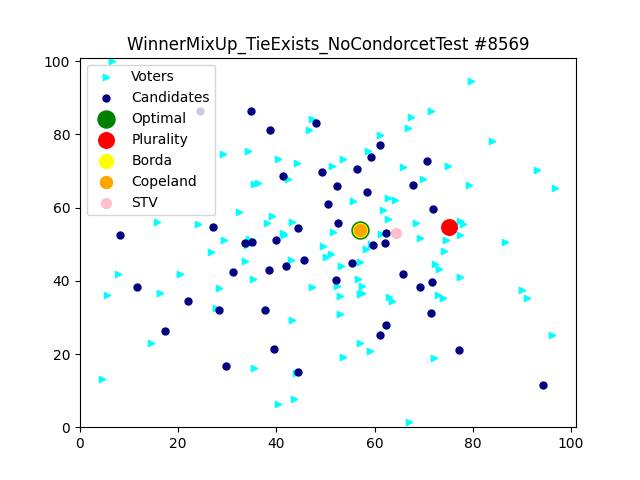 WinnerMixUp_TieExists_NoCondorcetTest #8569
100
80
60
40
20
0
Voters
Candidates
Optimal
Plurality
Borda
Copeland
STV
0 20 40 60 80 100